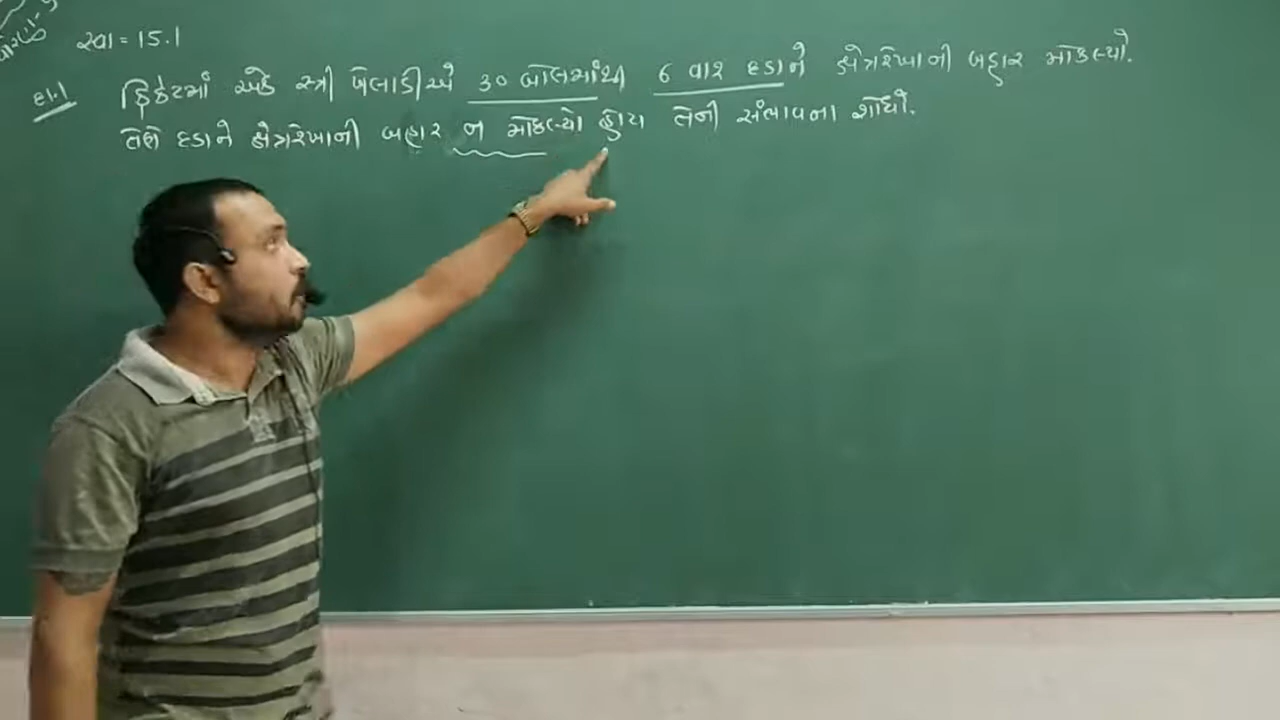 સ્વા = 15.1
દા.1 ક્રિકેટમાં એક સ્ત્રી ખેલાડીએ 30 બોલમાંથી 6 વાર દડાને ક્ષેત્રરેખાની બહાર મોકલ્યો.
તેણે દડાને ક્ષેત્રરેખાની બહાર ન મોકલ્યો હોય તેની સંભાવના શોધો.